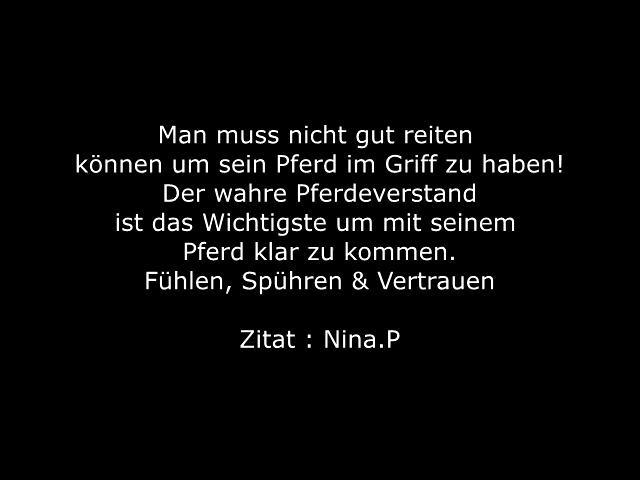 Man muss nicht gut reiten
können um sein Pferd im Griff zu haben!
Der wahre Pferdeverstand
ist das Wichtigste um mit seinem
Pferd klar zu kommen.
Fühlen, Spühren & Vertrauen
Zitat : Nina.P